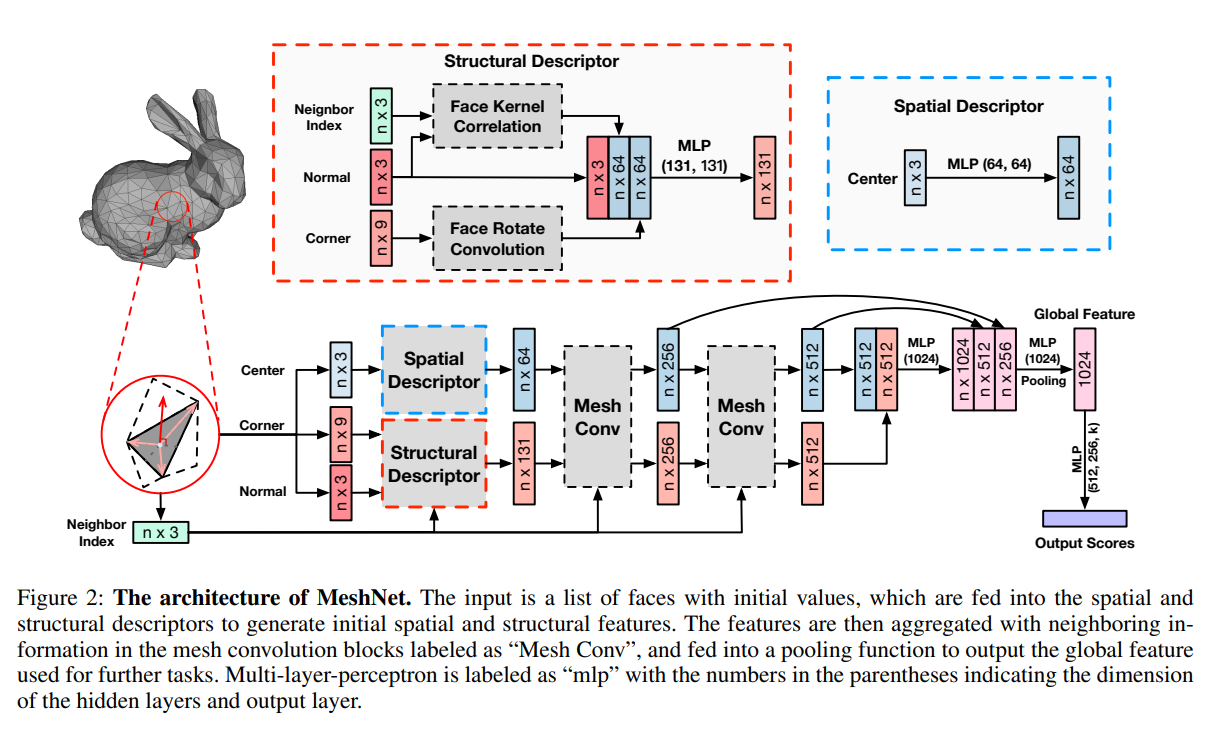 Structural Descriptor
Neignbor
Index
n x 3
Face Kernel
Correlation
Normal
n x 3
n x 3
n x 64
n x 64
MLP
(131, 131)
n x 131
Corner
n x 9
Face Rotate
Convolution
Spatial Descriptor
Center
n x 3
MLP (64, 64)
n x 64
Center
n x 3
Spatial
Descriptor
n x 64
Corner
n x 9
Normal
n x 3
Structural
Descriptor
n x 131
Neighbor
Index
n x 3
Mesh
Conv
n x 256
n x 256
Mesh
Conv
n x 512
n x 512
n x 512
n x 512
MLP
(1024)
n x 1024
n x 512
n x 256
MLP
(1024)
Pooling
Global Feature
1024
MLP
(512, 256, k)
Output Scores
Figure 2: The architecture of MeshNet. The input is a list of faces with initial values, which are fed into the spatial and
structural descriptors to generate initial spatial and structural features. The features are then aggregated with neighboring in-
formation in the mesh convolution blocks labeled as “Mesh Conv”, and fed into a pooling function to output the global feature
used for further tasks. Multi-layer-perceptron is labeled as “mlp” with the numbers in the parentheses indicating the dimension
of the hidden layers and output layer.